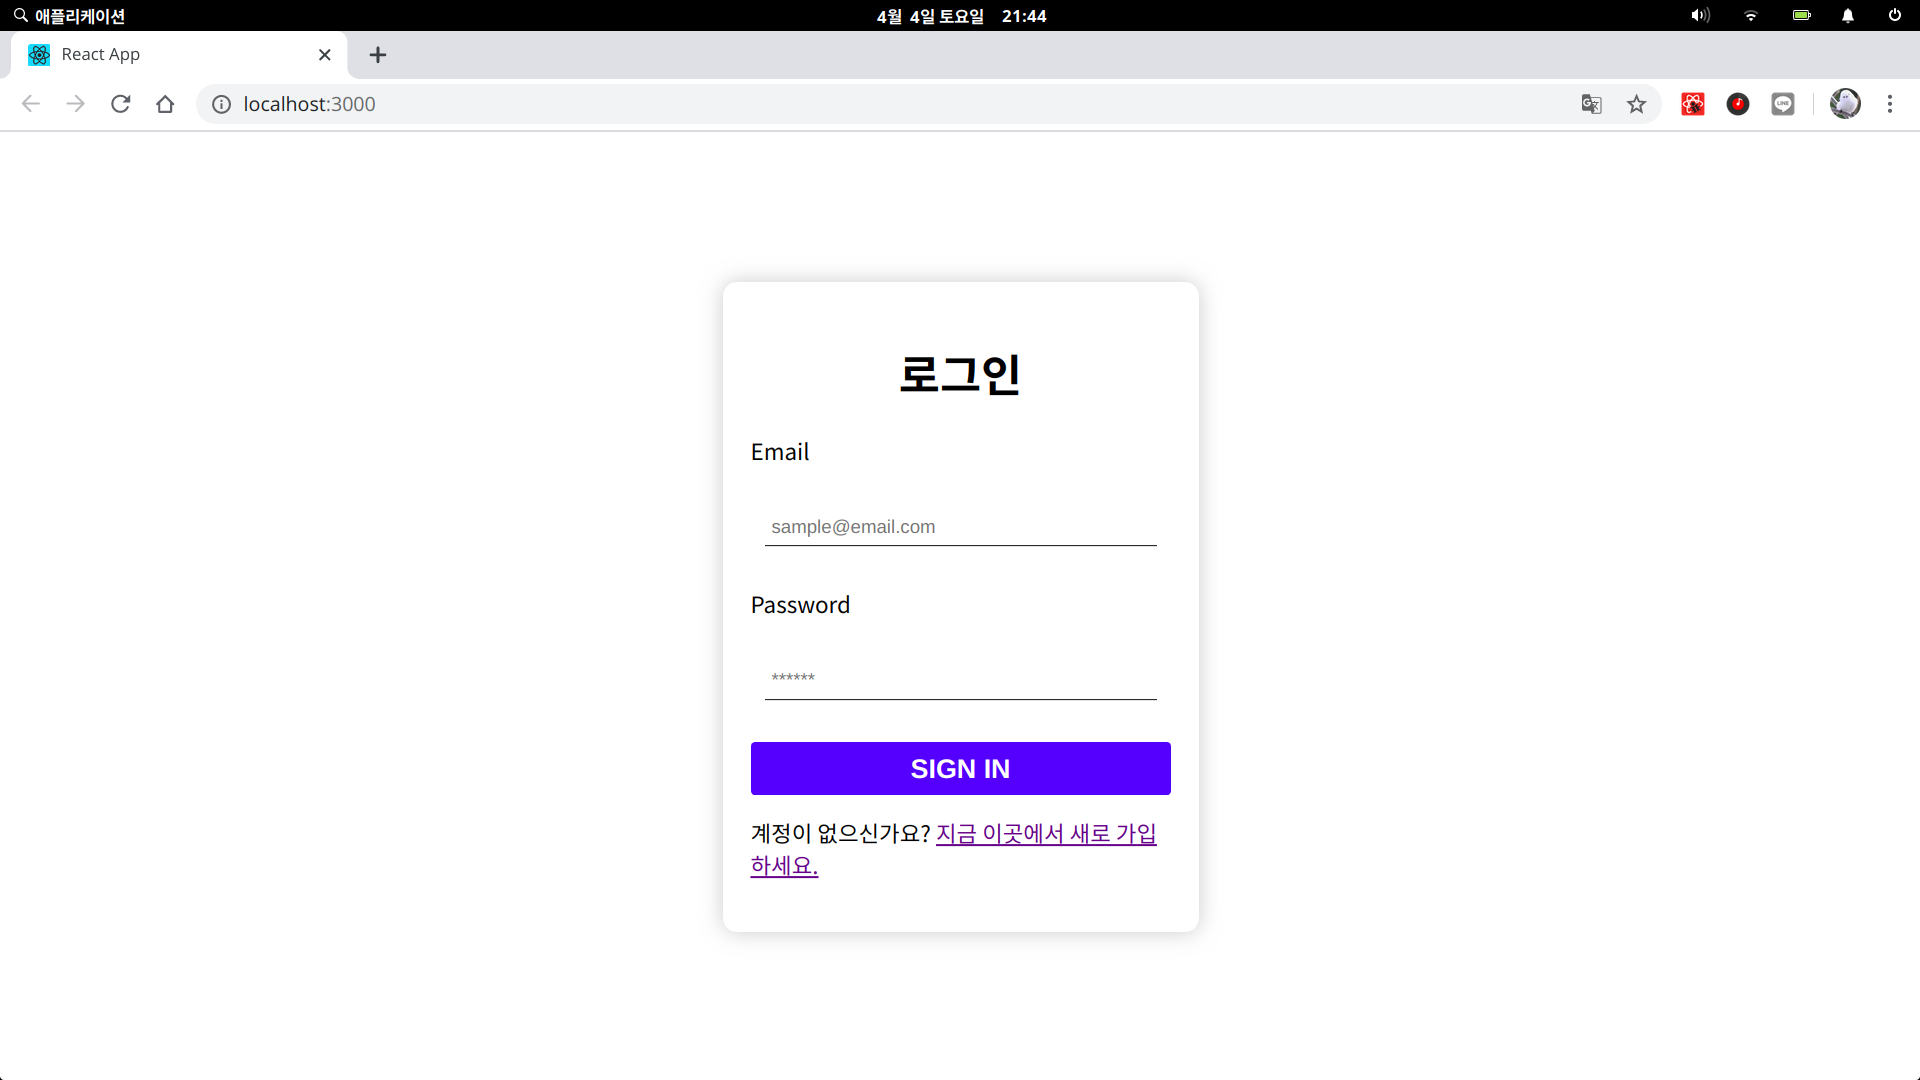 애플리케이션
4월 4일 토요일 21:44
React App
localhost:3000
LINE
로그인
Email
sample@email.com
Password
******
SIGN IN
계정이 없으신가요? 지금 이곳에서 새로 가입
하세요.